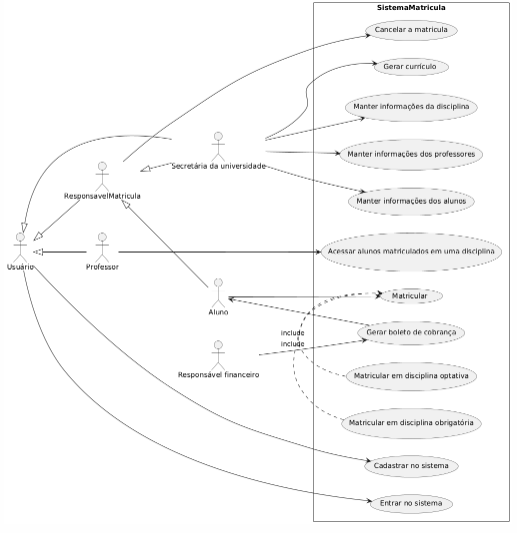 SistemaMatricula
Cancelar a matricula
Gerar currículo
Manter informações da disciplina
Secretária da universidade
Manter informações dos professores
ResponsavelMatricula
Manter informações dos alunos
Usuário
Professor
Acessar alunos matriculados em uma disciplina
Aluno
Matricular
include
Gerar boleto de cobrança
include
Responsável financeiro
Matricular em disciplina optativa
Matricular em disciplina obrigatória
Cadastrar no sistema
Entrar no sistema